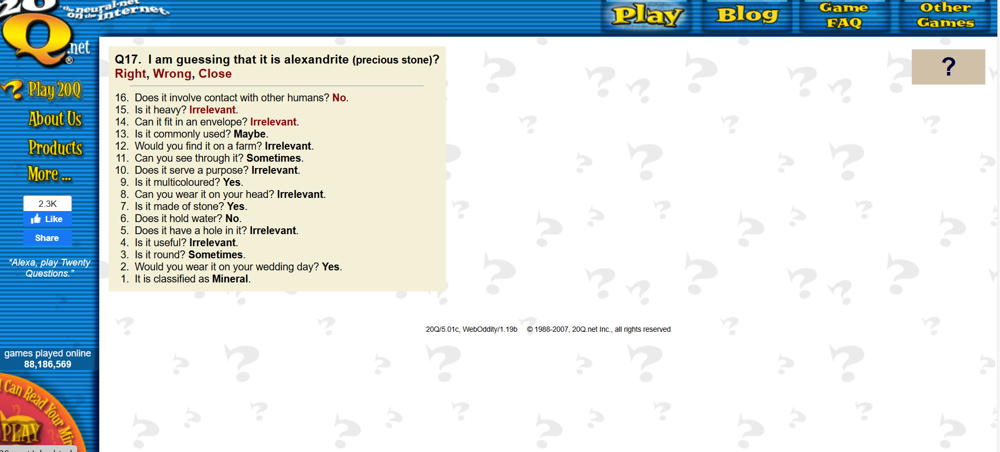 20
the neural-net
on the internet.
Q
.net
®
Play
Blog
Game
FAQ
Other
Games
Play 20Q
About Us
Products
More ...
2.3K
Like
Share
“Alexa, play Twenty
Questions.”
games played online
88,186,569
I Can Read Your Min
PLAY
Q17. I am guessing that it is alexandrite (precious stone)?
Right, Wrong, Close
16. Does it involve contact with other humans? No.
15. Is it heavy? Irrelevant.
14. Can it fit in an envelope? Irrelevant.
13. Is it commonly used? Maybe.
12. Would you find it on a farm? Irrelevant.
11. Can you see through it? Sometimes.
10. Does it serve a purpose? Irrelevant.
9. Is it multicoloured? Yes.
8. Can you wear it on your head? Irrelevant.
7. Is it made of stone? Yes.
6. Does it hold water? No.
5. Does it have a hole in it? Irrelevant.
4. Is it useful? Irrelevant.
3. Is it round? Sometimes.
2. Would you wear it on your wedding day? Yes.
1. It is classified as Mineral.
?
20Q/5.01c, WebOddity/1.19b © 1988-2007, 20Q.net Inc., all rights reserved